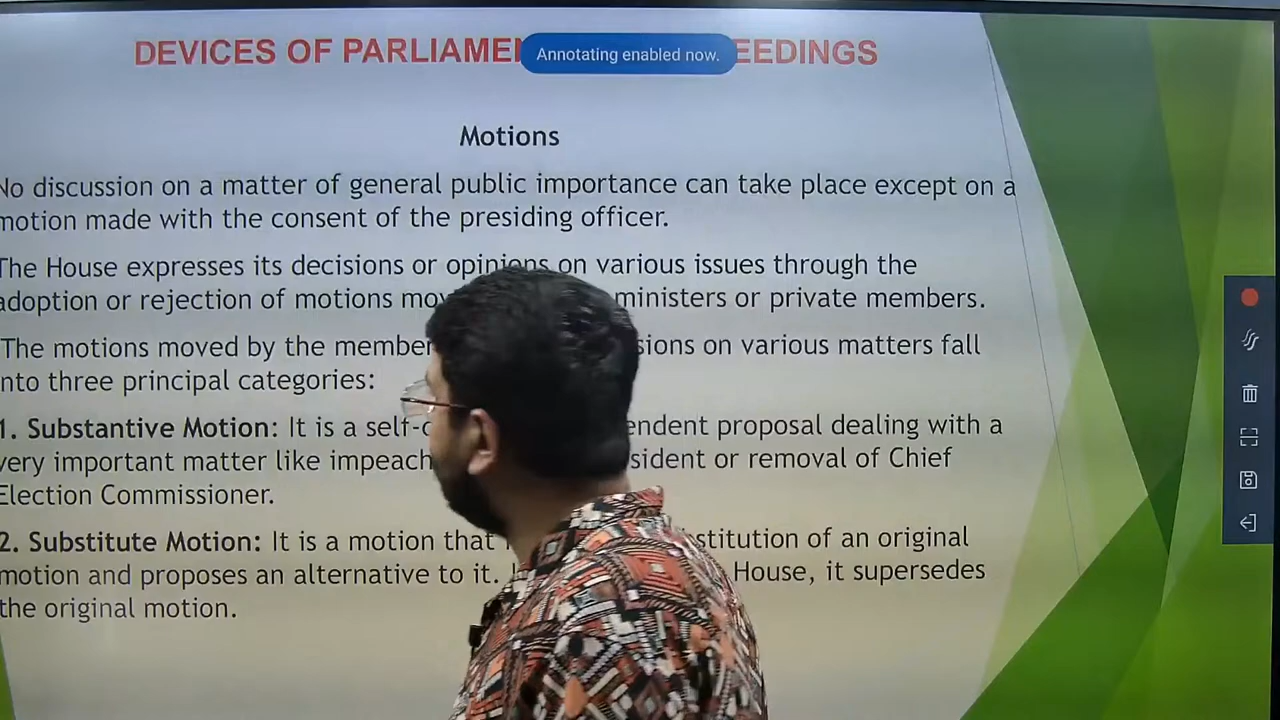 DEVICES OF PARLIAMEN EEDINGS
Annotating enabled now.
Motions
No discussion on a matter of general public importance can take place except on a
motion made with the consent of the presiding officer.
The House expresses its decisions or opinions on various issues through the
adoption or rejection of motions mov ministers or private members.
The motions moved by the member sions on various matters fall
into three principal categories:
1. Substantive Motion: It is a self-c endent proposal dealing with a
very important matter like impeach sident or removal of Chief
Election Commissioner.
2. Substitute Motion: It is a motion that stitution of an original
motion and proposes an alternative to it. House, it supersedes
the original motion.